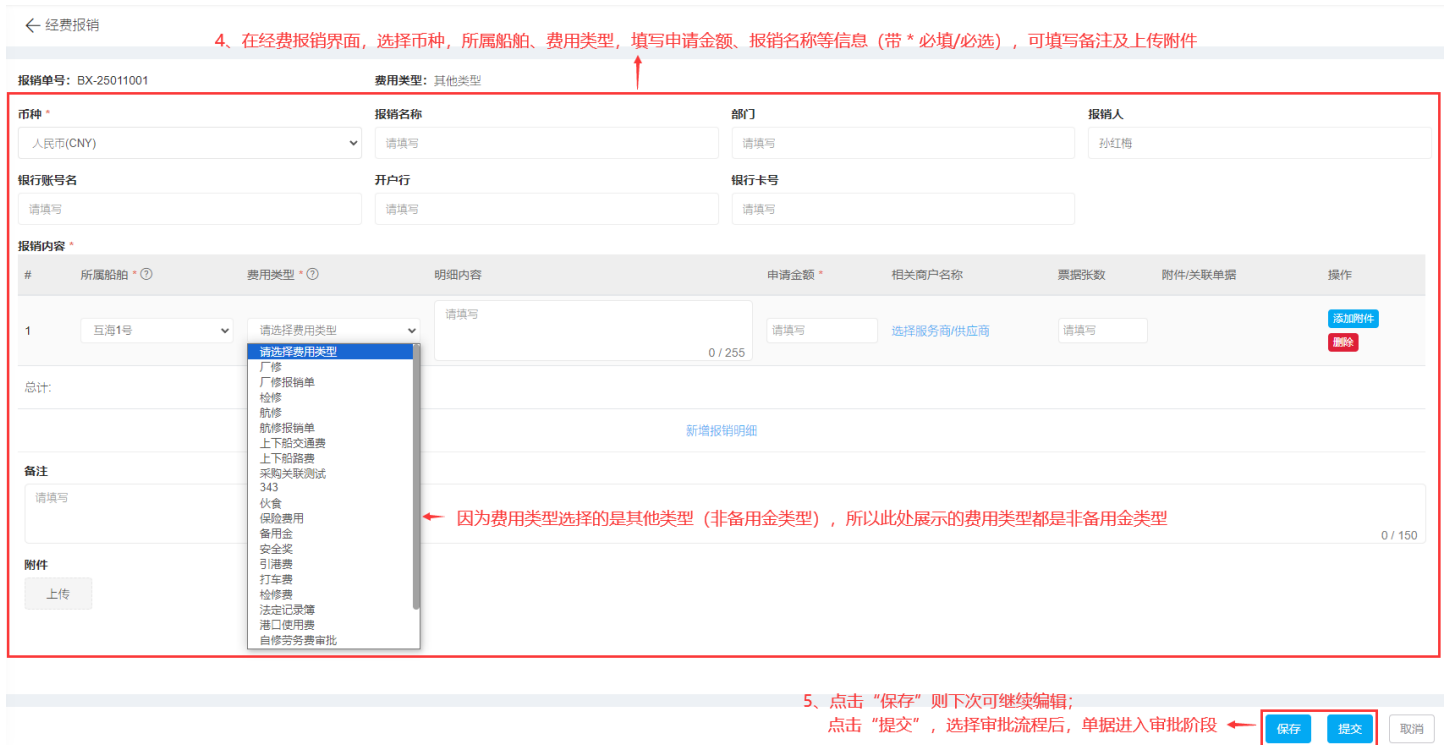 ← 经费报销
4、在经费报销界面，选择币种，所属船舶、费用类型，填写申请金额、报销名称等信息（带 * 必填/必选），可填写备注及上传附件
报销单号：BX-25011001 费用类型：其他类型
币种 * 报销名称 部门 报销人
人民币(CNY) 请填写 请填写 孙红梅
银行账号名 开户行 银行卡号
请填写 请填写 请填写
报销内容 *
# 所属船舶 * ? 费用类型 * ? 明细内容 申请金额 * 相关商户名称 票据张数 附件/关联单据 操作
1 互海1号 请选择费用类型 请填写 0 / 255 请填写 选择服务商/供应商 请填写 添加附件
删除
请选择费用类型
厂修
厂修报销单
检修
航修
航修报销单
上下船交通费
上下船路费
采购关联测试
343
伙食
保险费用
备用金
安全奖
引港费
打车费
检修费
法定记录簿
港口使用费
自修劳务费审批
总计:
新增报销明细
备注
请填写
因为费用类型选择的是其他类型（非备用金类型），所以此处展示的费用类型都是非备用金类型
0 / 150
附件
上传
5、点击“保存”则下次可继续编辑；
点击“提交”，选择审批流程后，单据进入审批阶段
保存 提交 取消